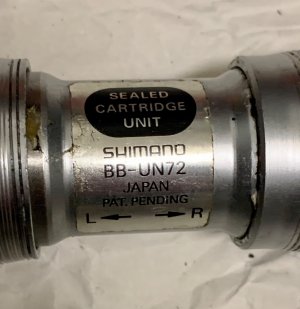 SEALED
CARTRIDGE
UNIT
SHIMANO
BB-UN72
JAPAN
PAT. PENDING
L R